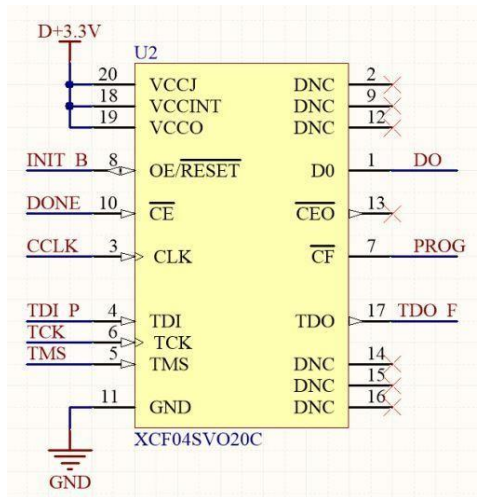 D+3.3V
U2
20 VCCJ DNC 2
18 VCCINT DNC 9
19 VCCO DNC 12
INIT B 8 OE/RESET D0 1 DO
DONE 10 CE CEO 13
CCLK 3 CLK CF 7 PROG
TDI P 4 TDI TDO 17 TDO F
TCK 6 TCK
TMS 5 TMS DNC 14
DNC 15
11 GND DNC 16
XCF04SVO20C
GND